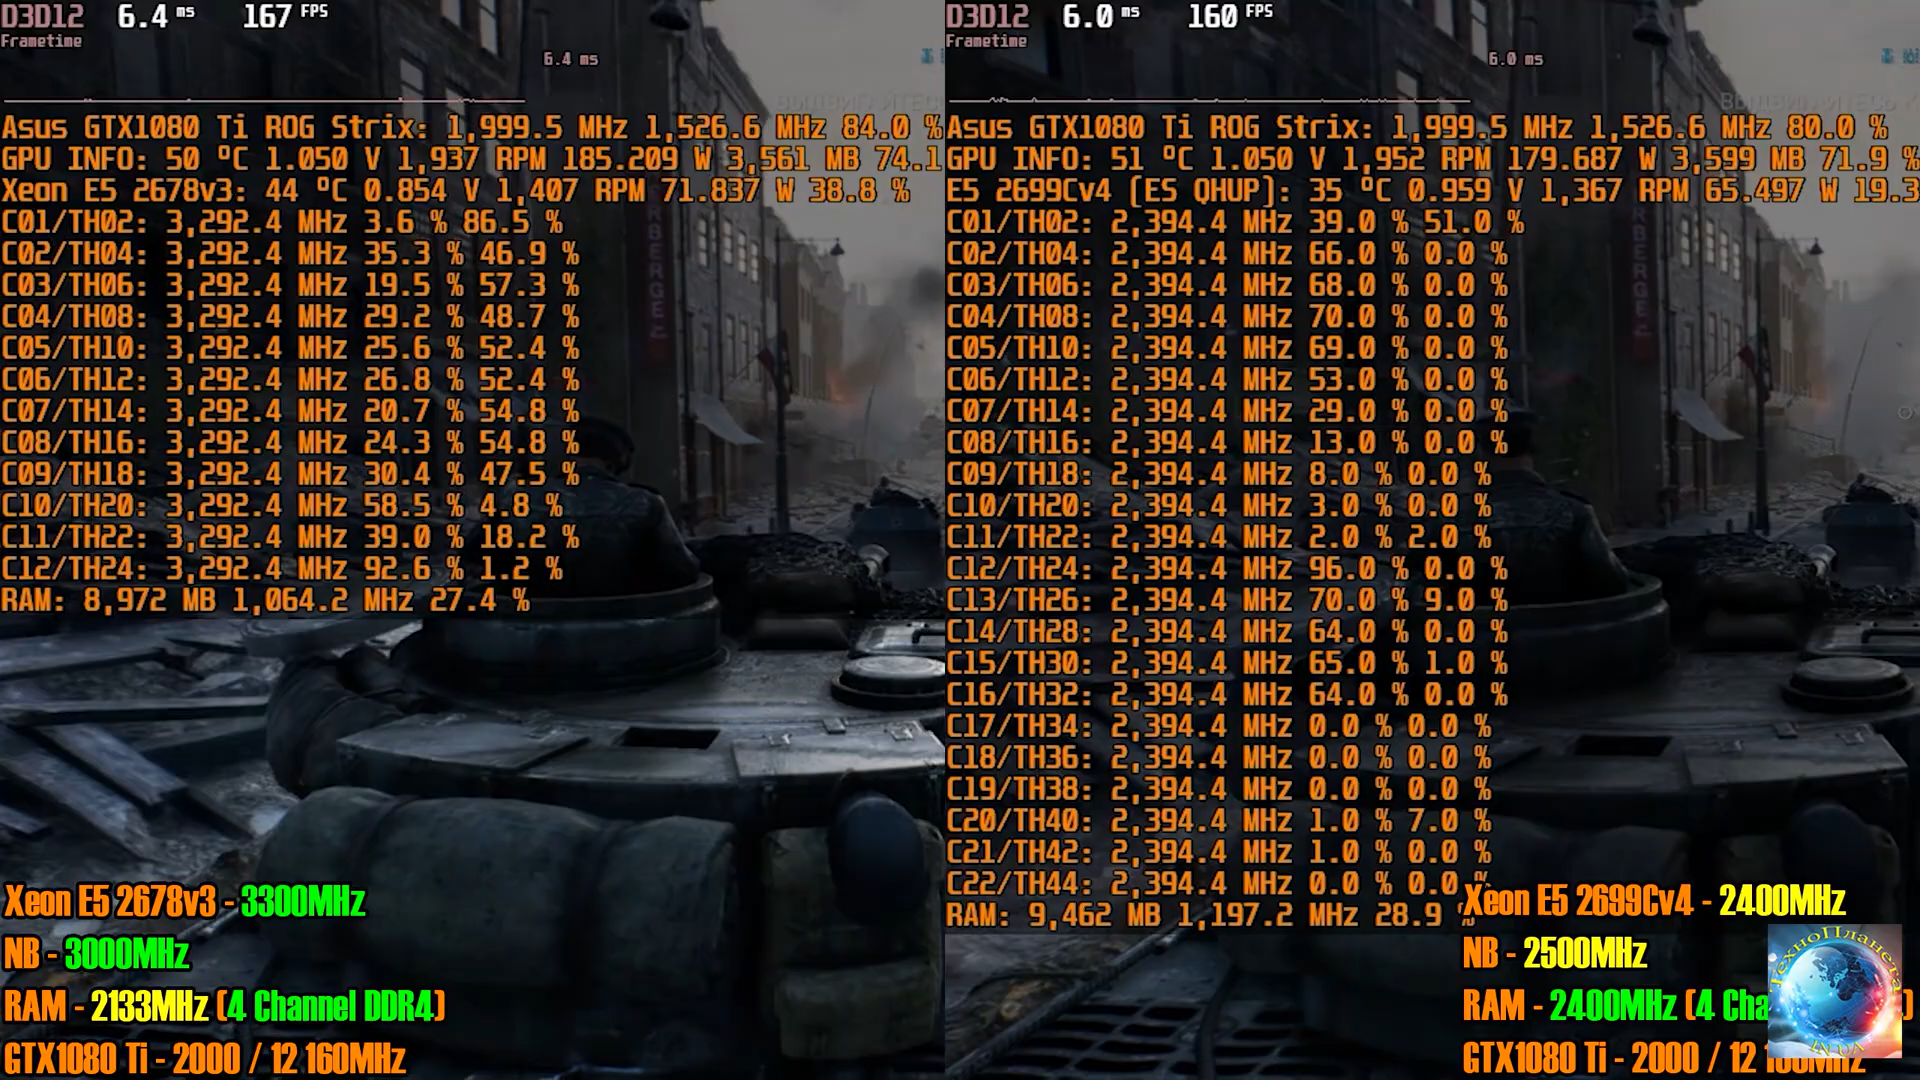 D3D12 6.4 ms 167 FPS
Frametime
6.4 ms
ВЫДВИГАЙТЕСЬ
Asus GTX1080 Ti ROG Strix: 1,999.5 MHz 1,526.6 MHz 84.0 %
GPU INFO: 50 ºC 1.050 V 1,937 RPM 185.209 W 3,561 MB 74.1
Xeon E5 2678v3: 44 ºC 0.854 V 1,407 RPM 71.837 W 38.8 %
C01/TH02: 3,292.4 MHz 3.6 % 86.5 %
C02/TH04: 3,292.4 MHz 35.3 % 46.9 %
C03/TH06: 3,292.4 MHz 19.5 % 57.3 %
C04/TH08: 3,292.4 MHz 29.2 % 48.7 %
C05/TH10: 3,292.4 MHz 25.6 % 52.4 %
C06/TH12: 3,292.4 MHz 26.8 % 52.4 %
C07/TH14: 3,292.4 MHz 20.7 % 54.8 %
C08/TH16: 3,292.4 MHz 24.3 % 54.8 %
C09/TH18: 3,292.4 MHz 30.4 % 47.5 %
C10/TH20: 3,292.4 MHz 58.5 % 4.8 %
C11/TH22: 3,292.4 MHz 39.0 % 18.2 %
C12/TH24: 3,292.4 MHz 92.6 % 1.2 %
RAM: 8,972 MB 1,064.2 MHz 27.4 %
Xeon E5 2678v3 - 3300MHz
NB - 3000MHz
RAM - 2133MHz (4 Channel DDR4)
GTX1080 Ti - 2000 / 12 160MHz
D3D12 6.0 ms 160 FPS
Frametime
6.0 ms
ВЫДВИГАЙТЕСЬ К
Asus GTX1080 Ti ROG Strix: 1,999.5 MHz 1,526.6 MHz 80.0 %
GPU INFO: 51 ºC 1.050 V 1,952 RPM 179.687 W 3,599 MB 71.9 %
E5 2699Cv4 [ES QHUP]: 35 ºC 0.959 V 1,367 RPM 65.497 W 19.3
C01/TH02: 2,394.4 MHz 39.0 % 51.0 %
C02/TH04: 2,394.4 MHz 66.0 % 0.0 %
C03/TH06: 2,394.4 MHz 68.0 % 0.0 %
C04/TH08: 2,394.4 MHz 70.0 % 0.0 %
C05/TH10: 2,394.4 MHz 69.0 % 0.0 %
C06/TH12: 2,394.4 MHz 53.0 % 0.0 %
C07/TH14: 2,394.4 MHz 29.0 % 0.0 %
C08/TH16: 2,394.4 MHz 13.0 % 0.0 %
C09/TH18: 2,394.4 MHz 8.0 % 0.0 %
C10/TH20: 2,394.4 MHz 3.0 % 0.0 %
C11/TH22: 2,394.4 MHz 2.0 % 2.0 %
C12/TH24: 2,394.4 MHz 96.0 % 0.0 %
C13/TH26: 2,394.4 MHz 70.0 % 9.0 %
C14/TH28: 2,394.4 MHz 64.0 % 0.0 %
C15/TH30: 2,394.4 MHz 65.0 % 1.0 %
C16/TH32: 2,394.4 MHz 64.0 % 0.0 %
C17/TH34: 2,394.4 MHz 0.0 % 0.0 %
C18/TH36: 2,394.4 MHz 0.0 % 0.0 %
C19/TH38: 2,394.4 MHz 0.0 % 0.0 %
C20/TH40: 2,394.4 MHz 1.0 % 7.0 %
C21/TH42: 2,394.4 MHz 1.0 % 0.0 %
C22/TH44: 2,394.4 MHz 0.0 % 0.0 %
RAM: 9,462 MB 1,197.2 MHz 28.9 %
Xeon E5 2699Cv4 - 2400MHz
NB - 2500MHz
RAM - 2400MHz (4 Cha )
GTX1080 Ti - 2000 / 12 160MHz
ТехноПланета
IN UA